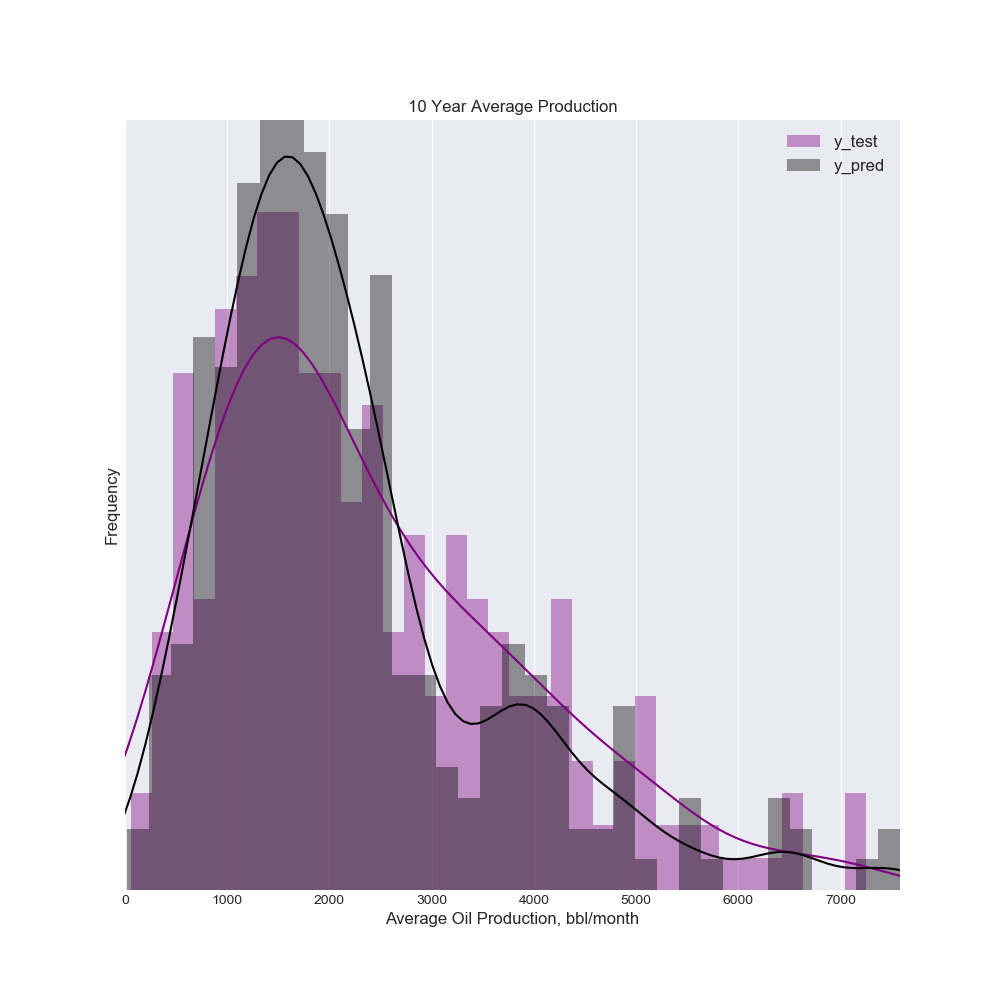 10 Year Average Production
y_test
y_pred
Frequency
0 1000 2000 3000 4000 5000 6000 7000
Average Oil Production, bbl/month